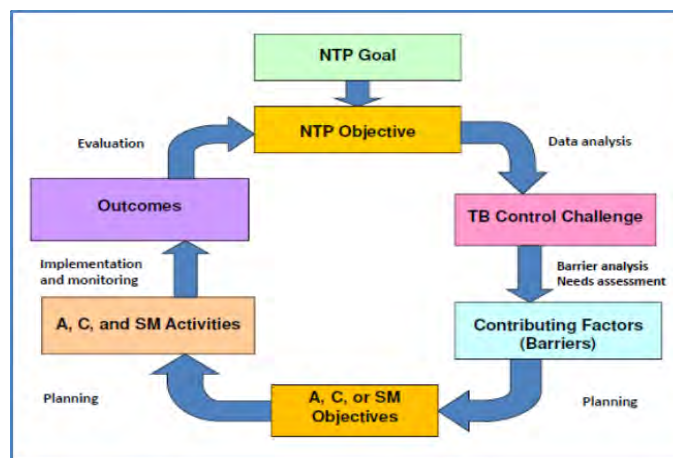 NTP Goal
NTP Objective
Evaluation
Data analysis
Outcomes
TB Control Challenge
Implementation
and monitoring
Barrier analysis
Needs assessment
A, C, and SM Activities
Contributing Factors
(Barriers)
A, C, or SM
Objectives
Planning
Planning